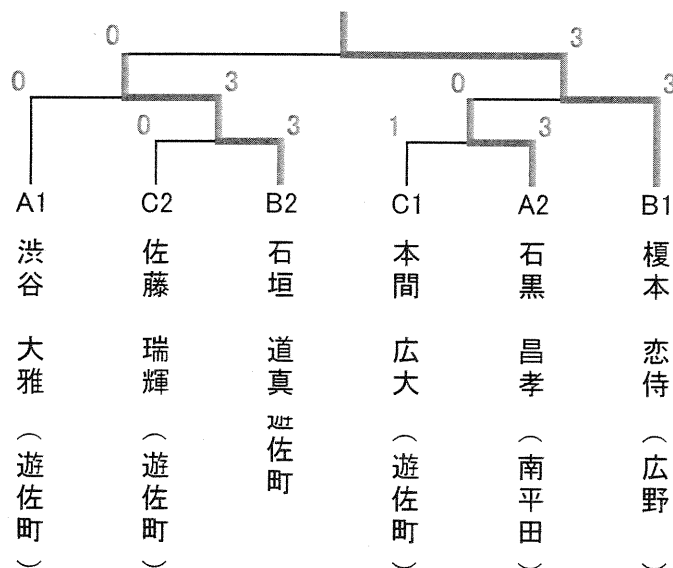 0 3
0 3 0 3
0 3 1 3
A1 C2 B2 C1 A2 B1
渋谷 大雅 (遊佐町)
佐藤 瑞輝 (遊佐町)
石垣 道真 遊佐町
本間 広大 (遊佐町)
石黒 昌孝 (南平田)
榎本 恋侍 (広野)